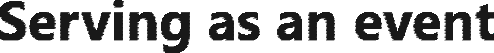 Serving as an event